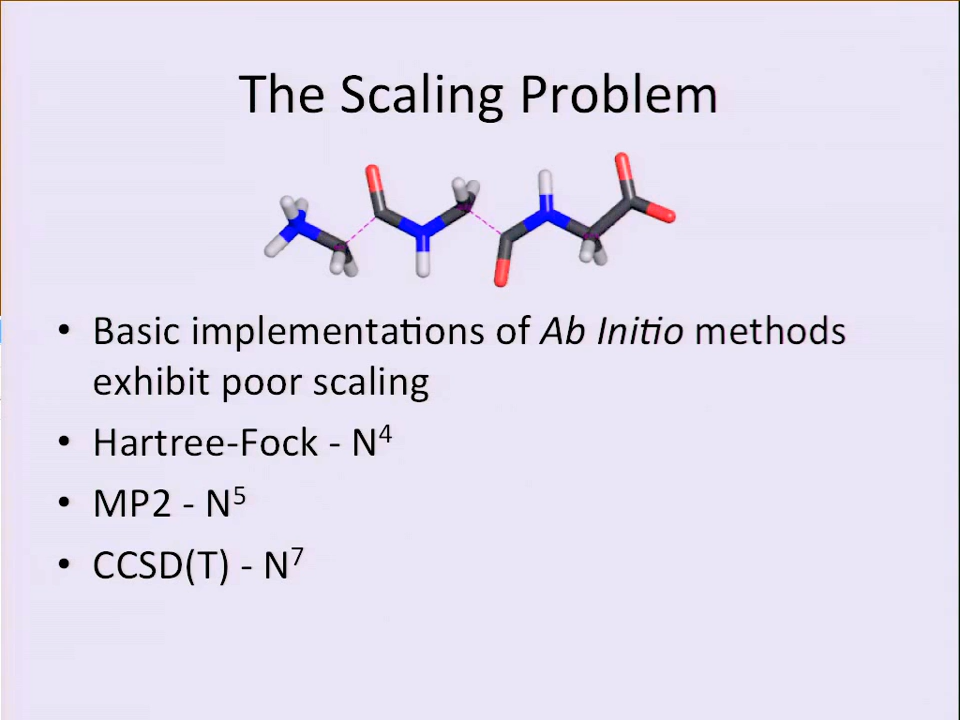 The Scaling Problem
• Basic implementations of Ab Initio methods
exhibit poor scaling
• Hartree-Fock - N⁴
• MP2 - N⁵
• CCSD(T) - N⁷